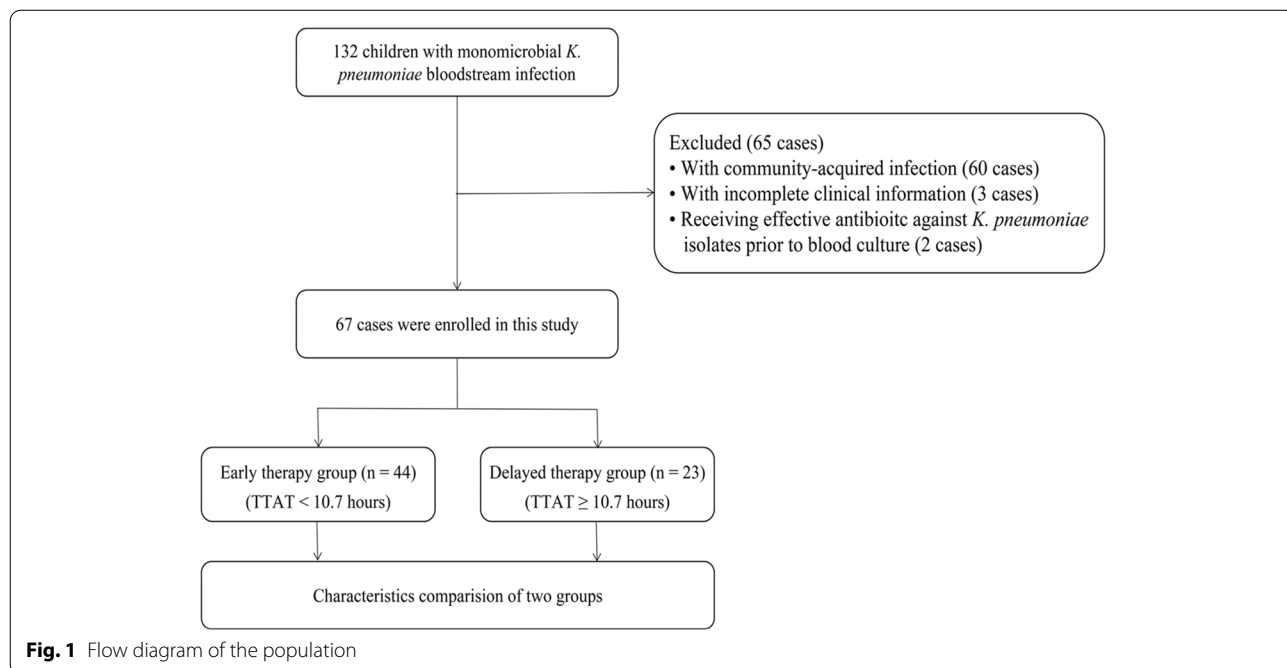 132 children with monomicrobial K.
pneumoniae bloodstream infection
Excluded (65 cases)
• With community-acquired infection (60 cases)
• With incomplete clinical information (3 cases)
• Receiving effective antibioitc against K. pneumoniae
isolates prior to blood culture (2 cases)
67 cases were enrolled in this study
Early therapy group (n = 44)
(TTAT < 10.7 hours)
Delayed therapy group (n = 23)
(TTAT ≥ 10.7 hours)
Characteristics comparision of two groups
Fig. 1 Flow diagram of the population